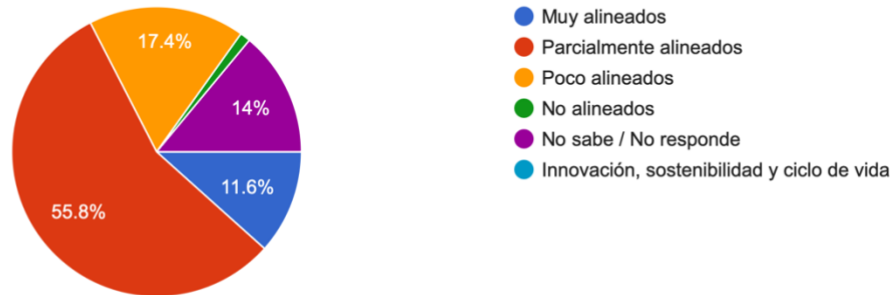 17.4%
14%
11.6%
55.8%
Muy alineados
Parcialmente alineados
Poco alineados
No alineados
No sabe / No responde
Innovación, sostenibilidad y ciclo de vida